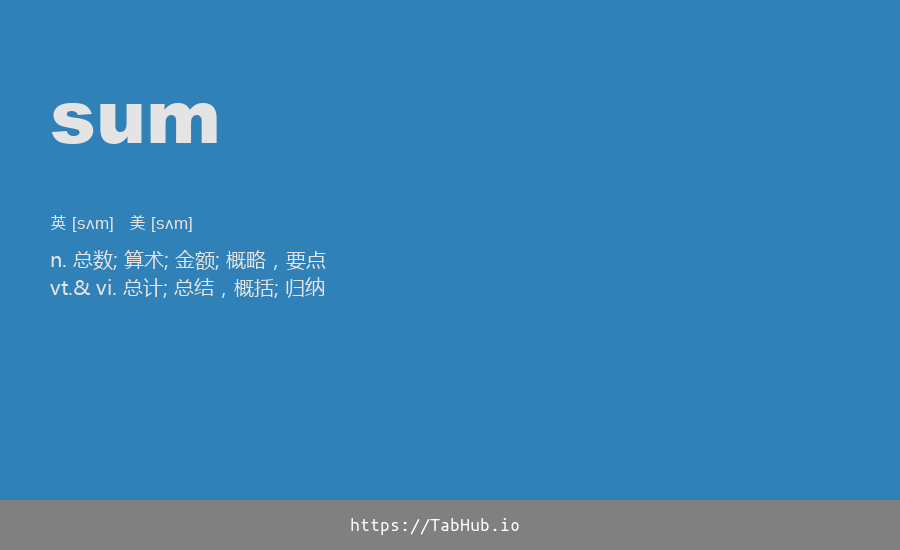 sum
英 [sʌm] 美 [sʌm]
n. 总数; 算术; 金额; 概略，要点
vt.& vi. 总计; 总结，概括; 归纳
https://TabHub.io